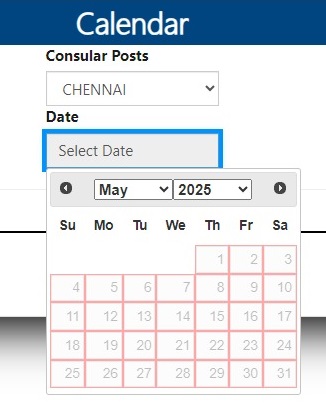 Calendar
Consular Posts
CHENNAI
Date
Select Date
May 2025
Su Mo Tu We Th Fr Sa
1 2 3
4 5 6 7 8 9 10
11 12 13 14 15 16 17
18 19 20 21 22 23 24
25 26 27 28 29 30 31